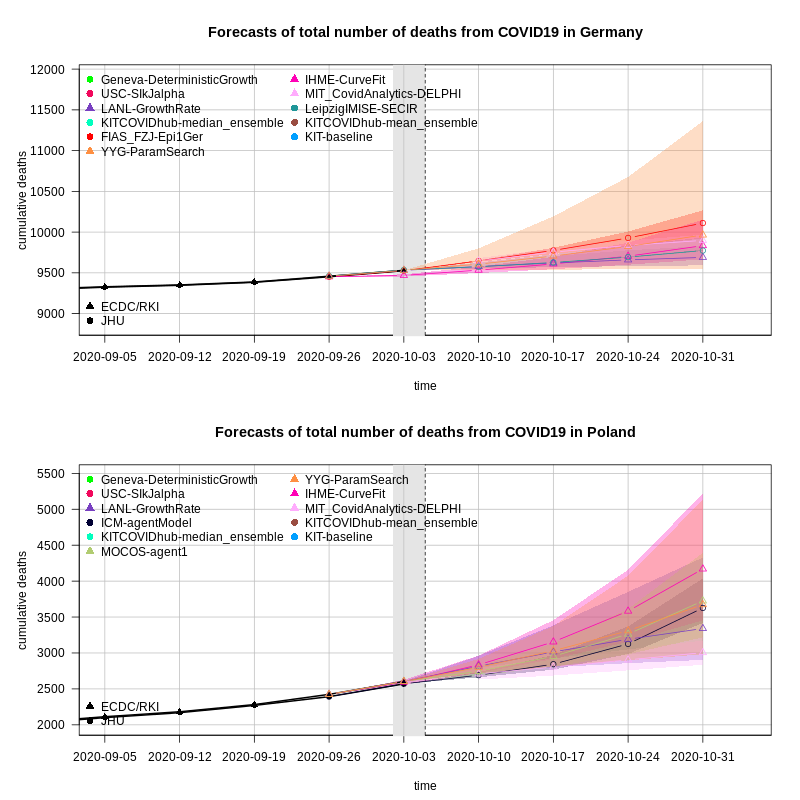 Forecasts of total number of deaths from COVID19 in Germany
cumulative deaths
12000
11500
11000
10500
10000
9500
9000
Geneva-DeterministicGrowth
USC-SIkJalpha
LANL-GrowthRate
KITCOVIDhub-median_ensemble
FIAS_FZJ-Epi1Ger
YYG-ParamSearch
IHME-CurveFit
MIT_CovidAnalytics-DELPHI
LeipzigIMISE-SECIR
KITCOVIDhub-mean_ensemble
KIT-baseline
ECDC/RKI
JHU
2020-09-05 2020-09-12 2020-09-19 2020-09-26 2020-10-03 2020-10-10 2020-10-17 2020-10-24 2020-10-31
time
Forecasts of total number of deaths from COVID19 in Poland
cumulative deaths
5500
5000
4500
4000
3500
3000
2500
2000
Geneva-DeterministicGrowth
USC-SIkJalpha
LANL-GrowthRate
ICM-agentModel
KITCOVIDhub-median_ensemble
MOCOS-agent1
YYG-ParamSearch
IHME-CurveFit
MIT_CovidAnalytics-DELPHI
KITCOVIDhub-mean_ensemble
KIT-baseline
ECDC/RKI
JHU
2020-09-05 2020-09-12 2020-09-19 2020-09-26 2020-10-03 2020-10-10 2020-10-17 2020-10-24 2020-10-31
time